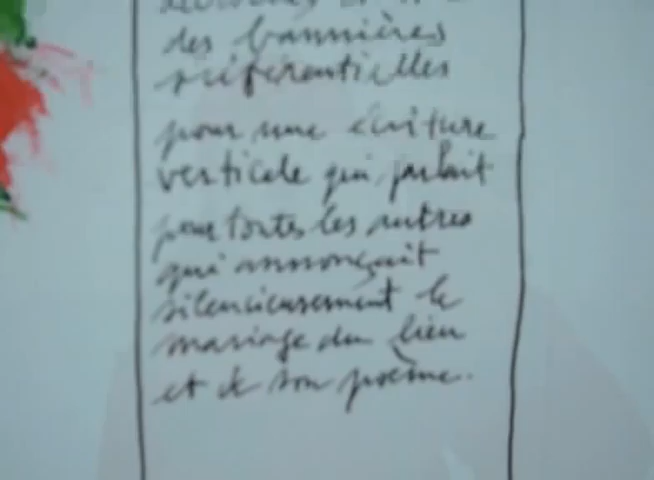 des bannières
référentielles
pour une écriture
verticale qui parlait
pour toutes les autres
qui annonçait
silencieusement le
mariage du lieu
et de son poème.